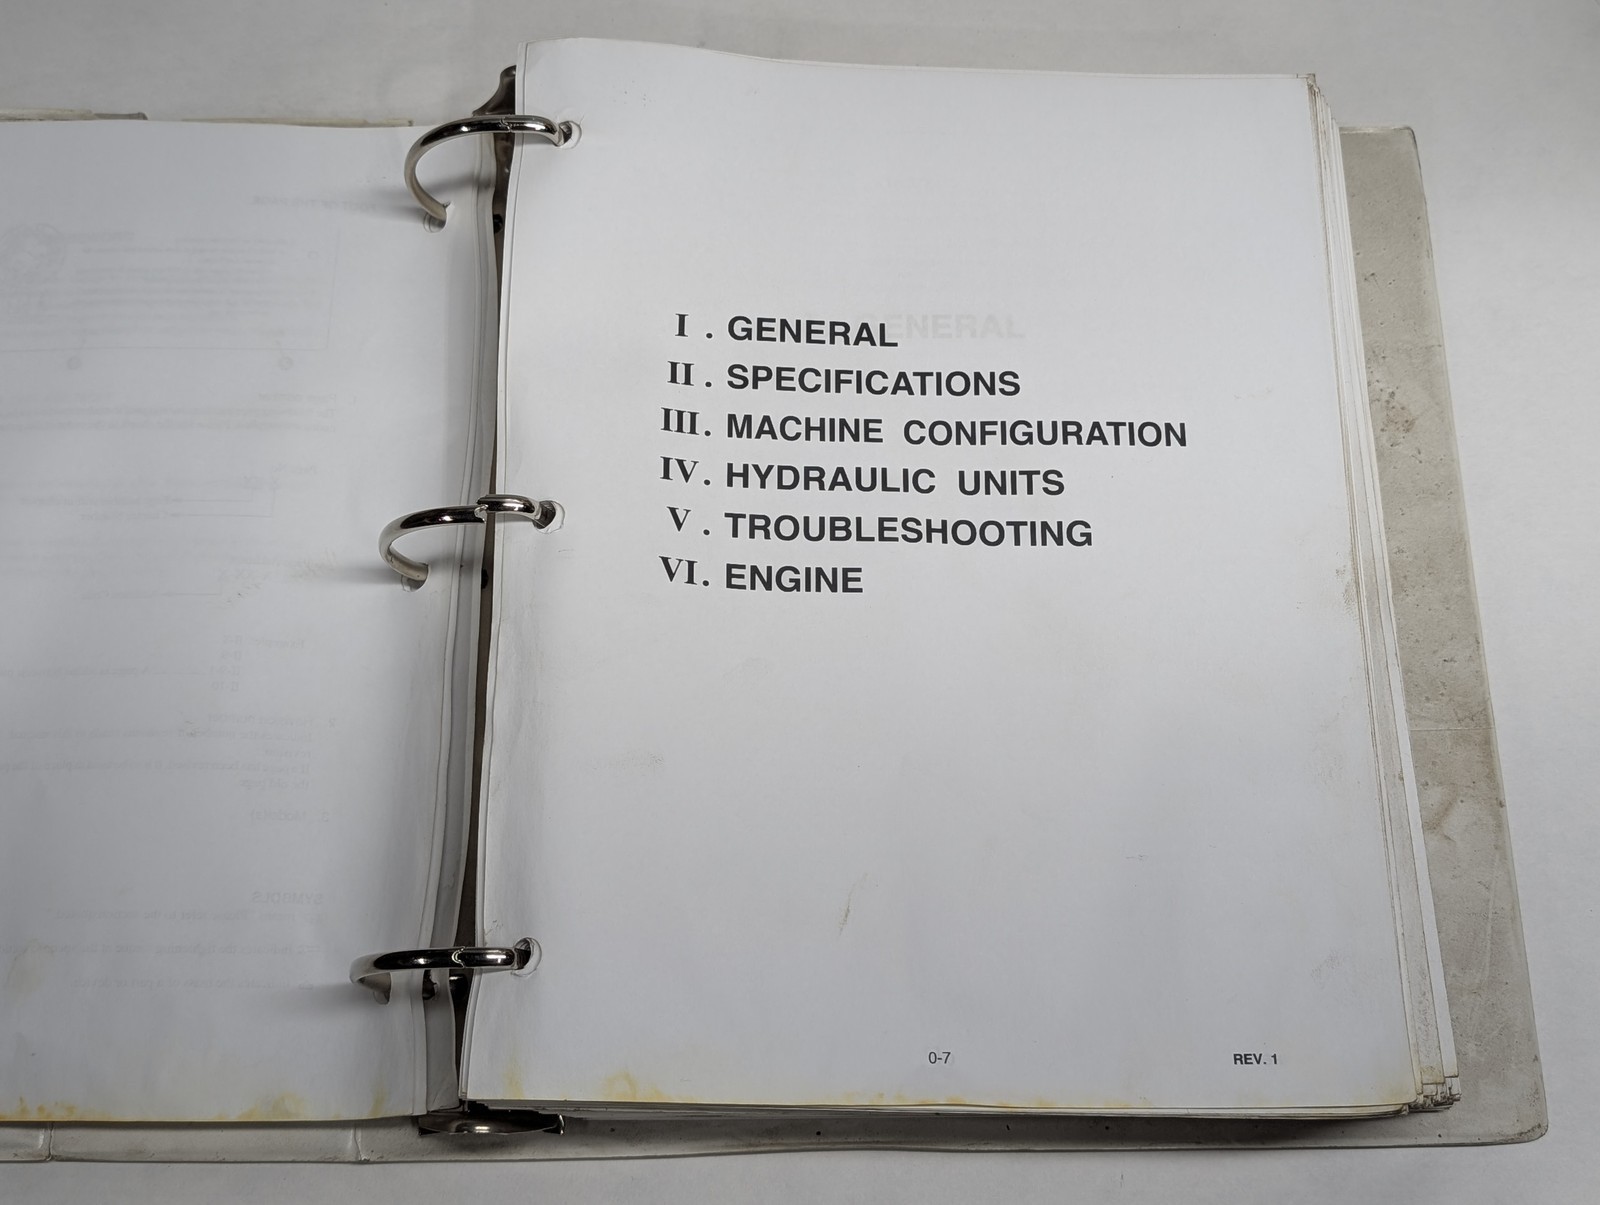 I . GENERAL
II . SPECIFICATIONS
III. MACHINE CONFIGURATION
IV. HYDRAULIC UNITS
V . TROUBLESHOOTING
VI. ENGINE
0-7
REV. 1